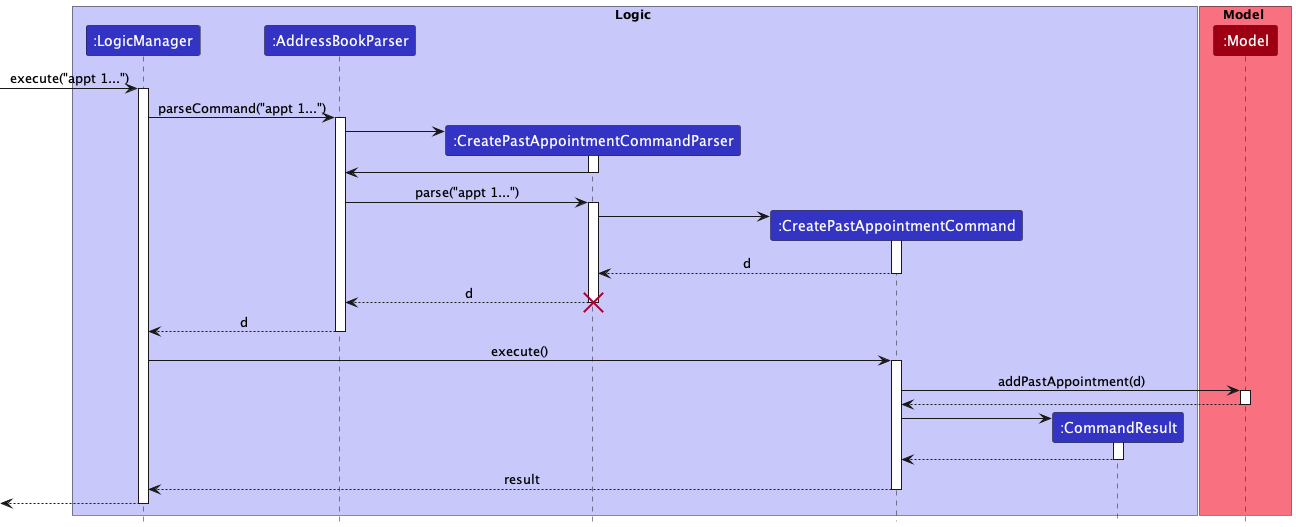 Logic
Model
:LogicManager
:AddressBookParser
:Model
execute("appt 1...")
parseCommand("appt 1...")
:CreatePastAppointmentCommandParser
parse("appt 1...")
:CreatePastAppointmentCommand
d
d
d
execute()
addPastAppointment(d)
:CommandResult
result